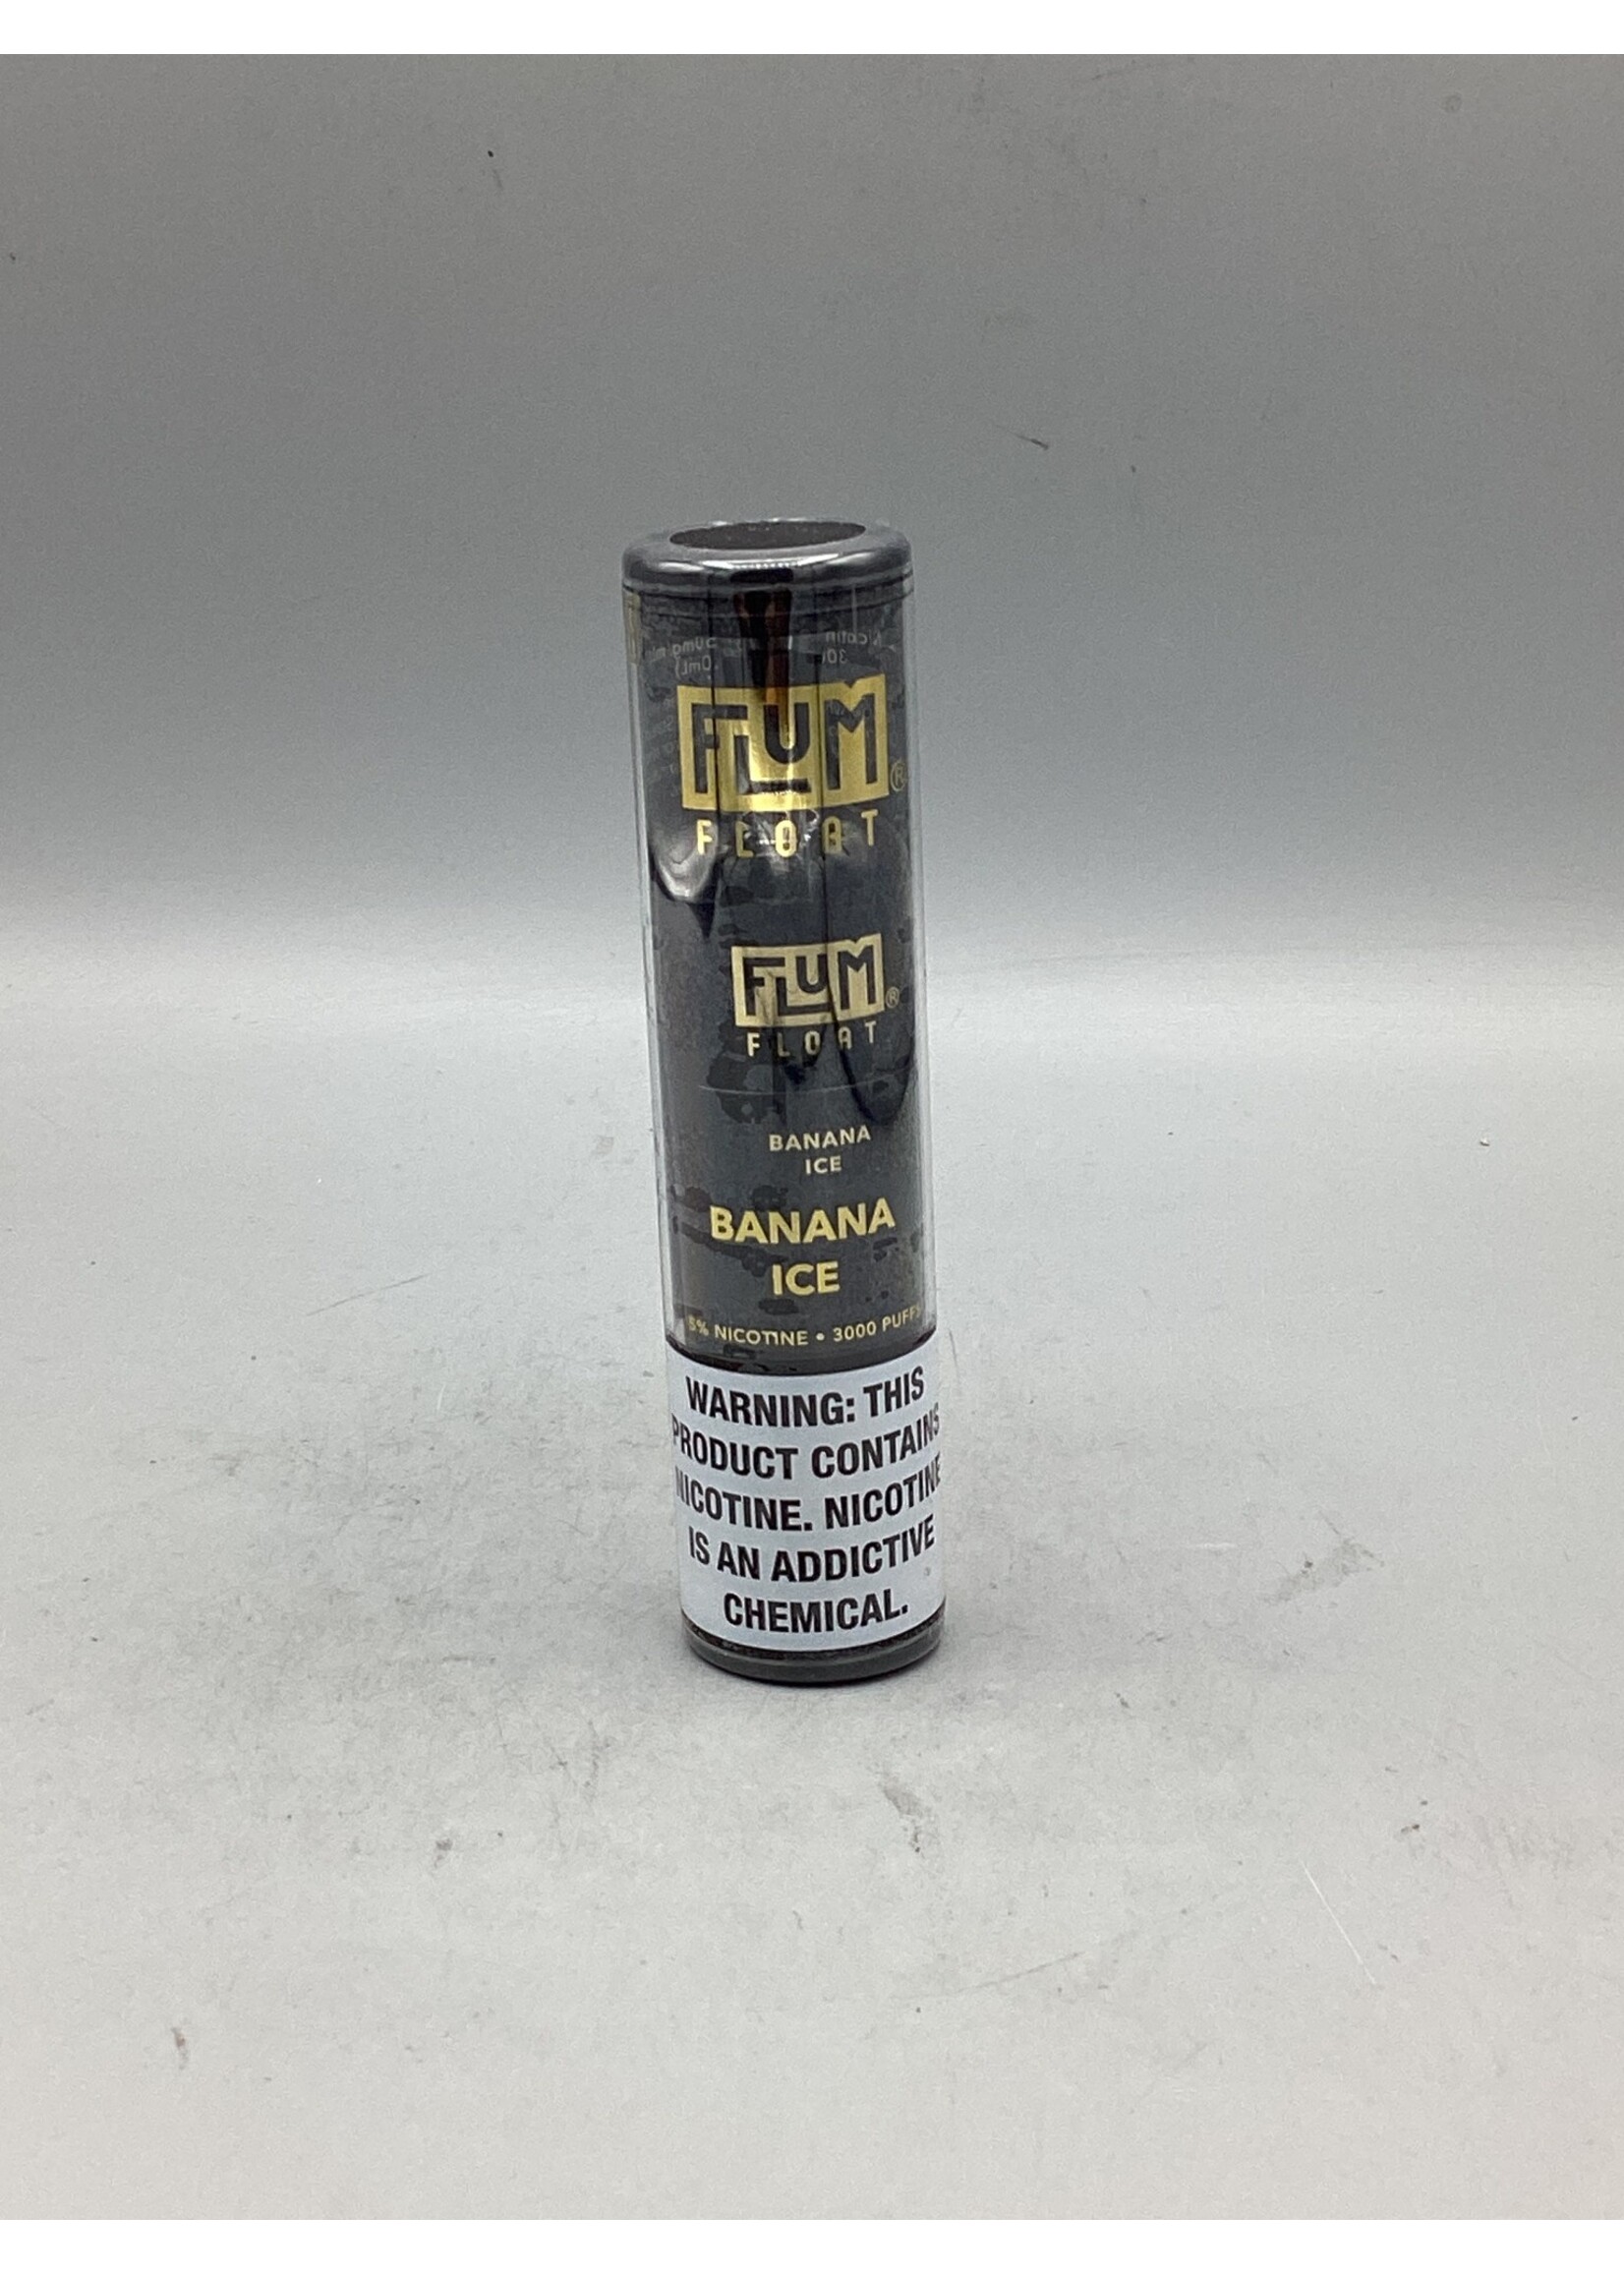 FLUM®
FLOAT
FLUM®
FLOAT
BANANA
ICE
BANANA
ICE
5% NICOTINE • 3000 PUFFS
WARNING: THIS
PRODUCT CONTAINS
NICOTINE. NICOTINE
IS AN ADDICTIVE
CHEMICAL.